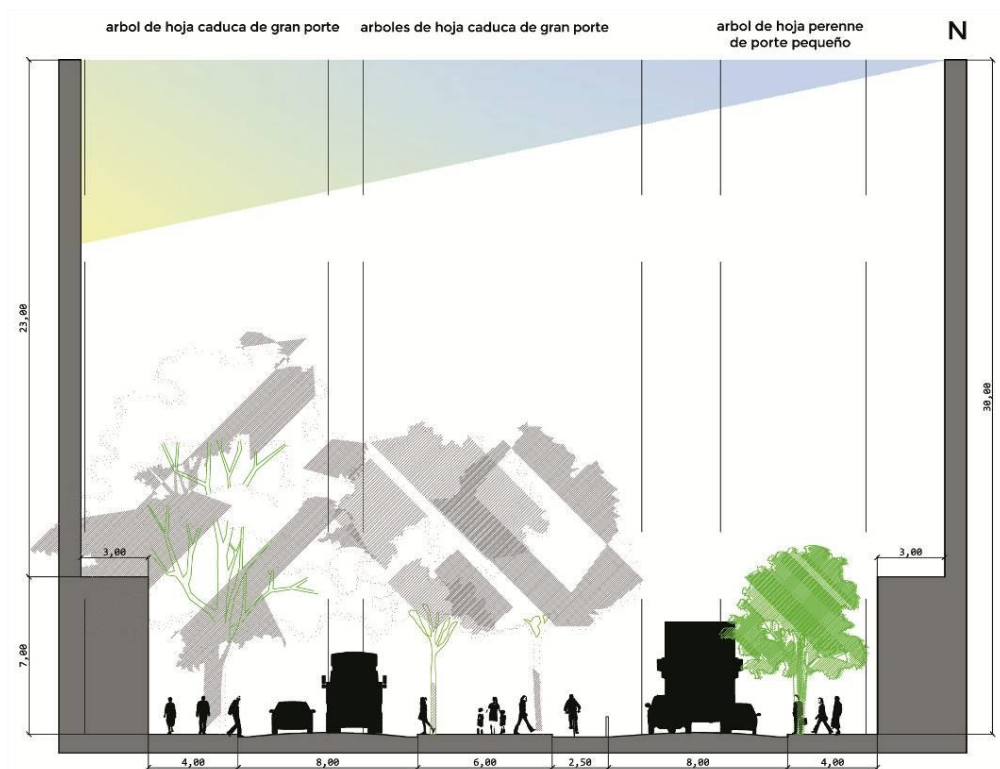 arbol de hoja caduca de gran porte
arboles de hoja caduca de gran porte
arbol de hoja perenne
de porte pequeño
N
23,00
30,00
3,00
3,00
7,00
4,00
8,00
6,00
2,50
8,00
4,00